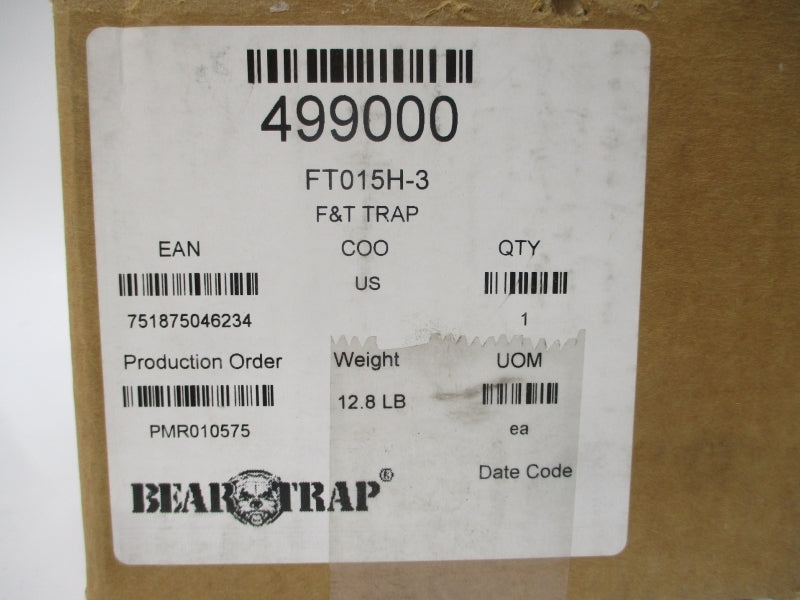 499000
FT015H-3
F&T TRAP
EAN COO QTY
US
751875046234 1
Production Order Weight UOM
12.8 LB
PMR010575 ea
Date Code
BEAR TRAP®